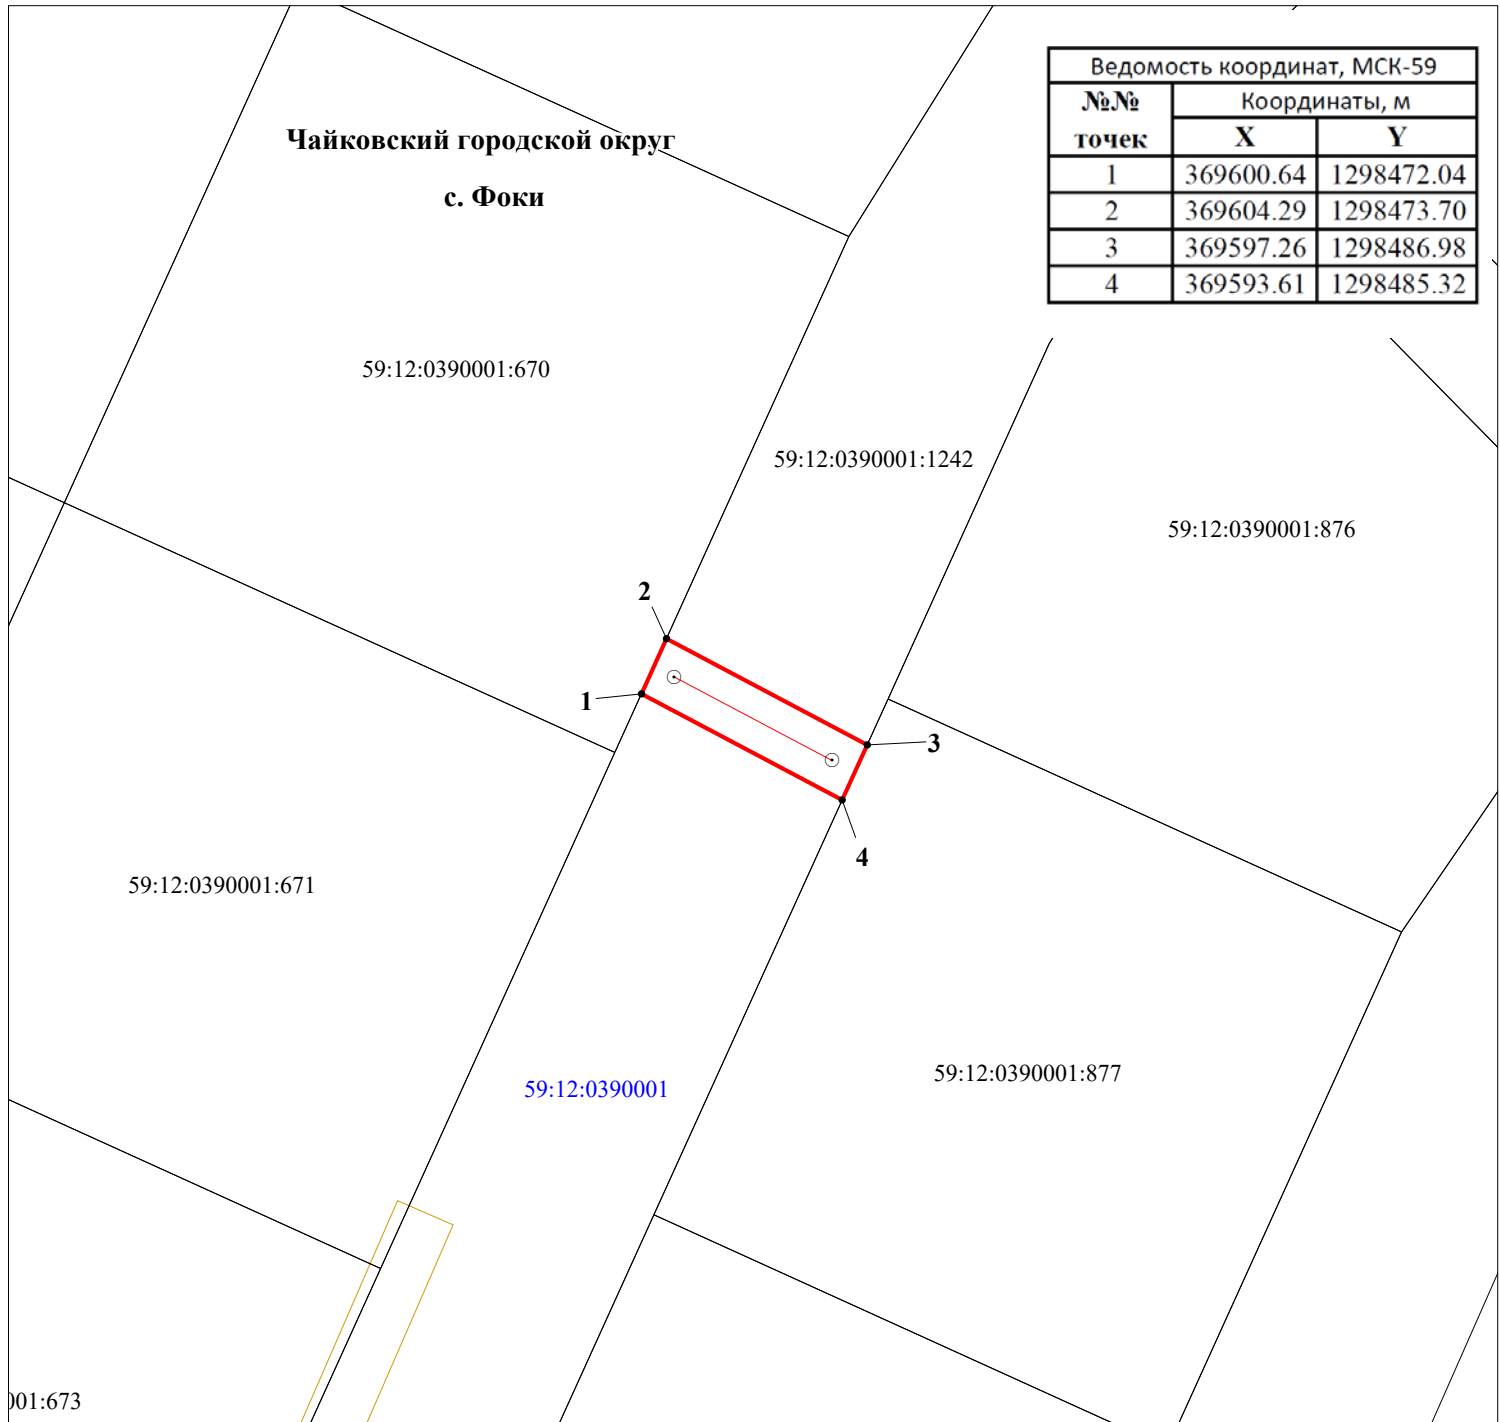 Чайковский городской округ
с. Фоки
Ведомость координат, МСК-59
№№ точек Координаты, м
X Y
1 369600.64 1298472.04
2 369604.29 1298473.70
3 369597.26 1298486.98
4 369593.61 1298485.32
59:12:0390001:670
59:12:0390001:1242
59:12:0390001:876
2
1
3
4
59:12:0390001:671
59:12:0390001:877
59:12:0390001
001:673